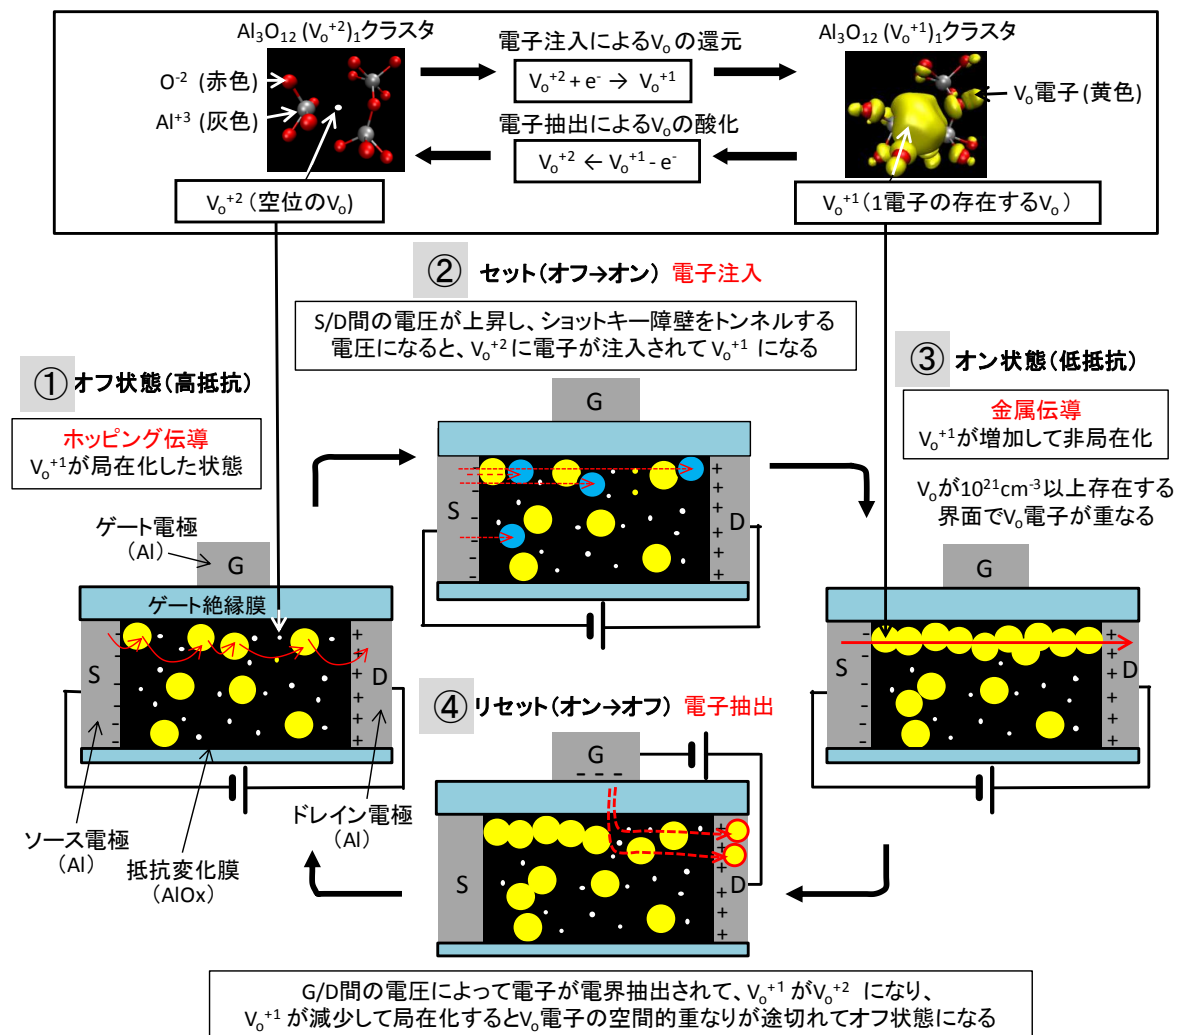 Al₃O₁₂ (Vₒ⁺²)₁クラスタ
O⁻² (赤色)
Al⁺³ (灰色)
Vₒ⁺² (空位のVₒ)
電子注入によるVₒの還元
Vₒ⁺² + e⁻ → Vₒ⁺¹
電子抽出によるVₒの酸化
Vₒ⁺² ← Vₒ⁺¹ - e⁻
Al₃O₁₂ (Vₒ⁺¹)₁クラスタ
Vₒ電子 (黄色)
Vₒ⁺¹ (1電子の存在するVₒ )
② セット(オフ→オン) 電子注入
S/D間の電圧が上昇し、ショットキー障壁をトンネルする
電圧になると、Vₒ⁺² に電子が注入されて Vₒ⁺¹ になる
① オフ状態(高抵抗)
ホッピング伝導
Vₒ⁺¹が局在化した状態
ゲート電極
(Al)
G
ゲート絶縁膜
S
- - - - - -
+ + + + + + +
D
ソース電極
(Al)
抵抗変化膜
(AlOx)
ドレイン電極
(Al)
G
S
- - - - - -
+ + + + + + +
D
③ オン状態(低抵抗)
金属伝導
Vₒ⁺¹が増加して非局在化
Vₒが10²¹cm⁻³以上存在する
界面でVₒ電子が重なる
G
S
- - - - - -
+ + + + + + +
D
④ リセット(オン→オフ) 電子抽出
G
- - - -
S
+ + + + + + +
D
G/D間の電圧によって電子が電界抽出されて、Vₒ⁺¹ がVₒ⁺² になり、
Vₒ⁺¹ が減少して局在化するとVₒ電子の空間的重なりが途切れてオフ状態になる